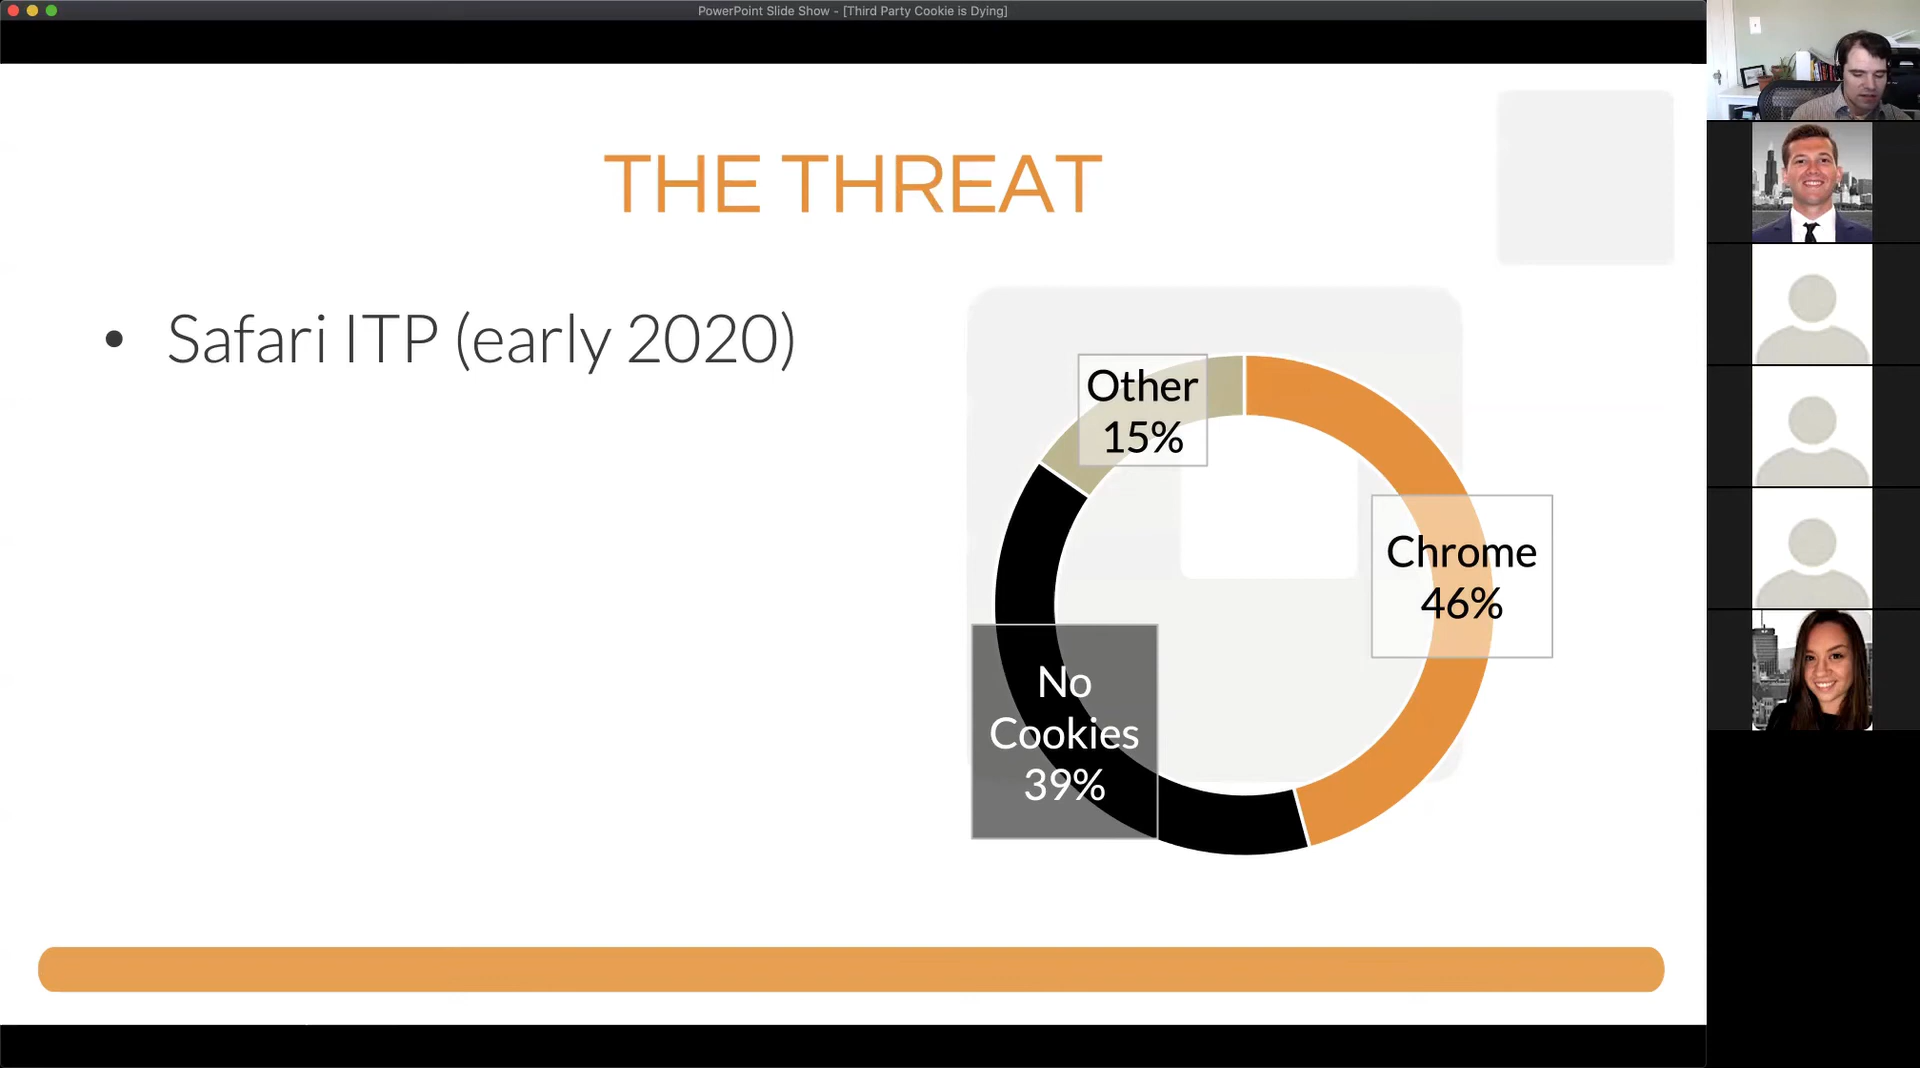 PowerPoint Slide Show - [Third Party Cookie is Dying]
THE THREAT
• Safari ITP (early 2020)
Other
15%
Chrome
46%
No
Cookies
39%